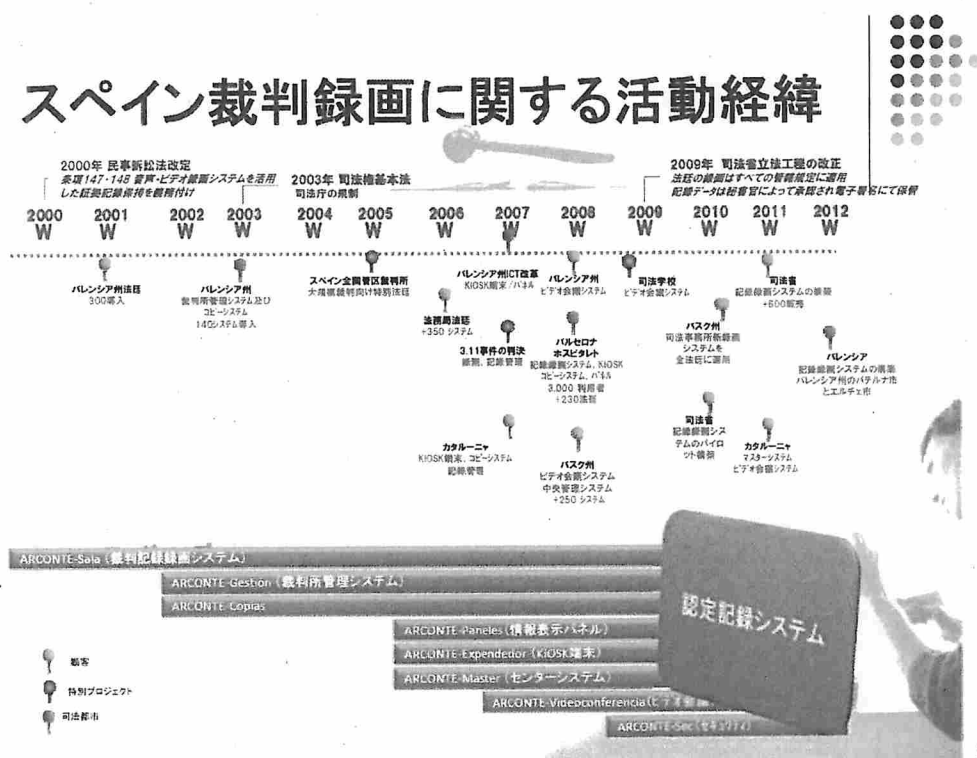 スペイン裁判録画に関する活動経緯
2000年 民事訴訟法改定
条項147・148 音声・ビデオ録画システムを活用
した証拠記録保持を義務付け
2003年 司法権基本法
司法庁の規制
2009年 司法省立法工程の改正
法廷の録画はすべての管轄規定に適用
記録データは秘書官によって承認され電子署名にて保管
2000 2001 2002 2003 2004 2005 2007 2008 2009 2010 2011 2012
W W W W W W W W W W W W
バレンシア州法廷
300導入
バレンシア州
裁判所管理システム及び
コピーシステム
140システム導入
スペイン全国管区裁判所
大規模裁判向け特別法廷
法務局法廷
+350 システム
バレンシア州ICT改革
KIOSK端末/パネル
3.11事件の判決
録画、記録管理
カタルーニャ
KIOSK端末、コピーシステム
記録管理
バレンシア州
ビデオ会議システム
バルセロナ
ホスピタレト
記録録画システム、KIOSK
コピーシステム、パネル
3,000 利用者
+230法廷
バスク州
ビデオ会議システム
中央管理システム
+250 システム
司法学校
ビデオ会議システム
バスク州
司法事務所新録画
システムを
全法廷に適用
司法省
記録録画シス
テムのパイロ
ット構築
司法省
記録録画システムの構築
+600販売
カタルーニャ
マスターシステム
ビデオ会議システム
バレンシア
記録録画システムの構築
バレンシア州のパテルナ市
とエルチェ市
ARCONTE-Sala (裁判記録録画システム)
ARCONTE-Gestion (裁判所管理システム)
ARCONTE-Copias
ARCONTE-Paneles (情報表示パネル)
ARCONTE-Expendedor (KIOSK端末)
ARCONTE-Master (センターシステム)
ARCONTE-Videoconferencia (ビデオ会議
ARCONTE-Sec (セキュリティ)
認定記録システム
顧客
特別プロジェクト
司法都市